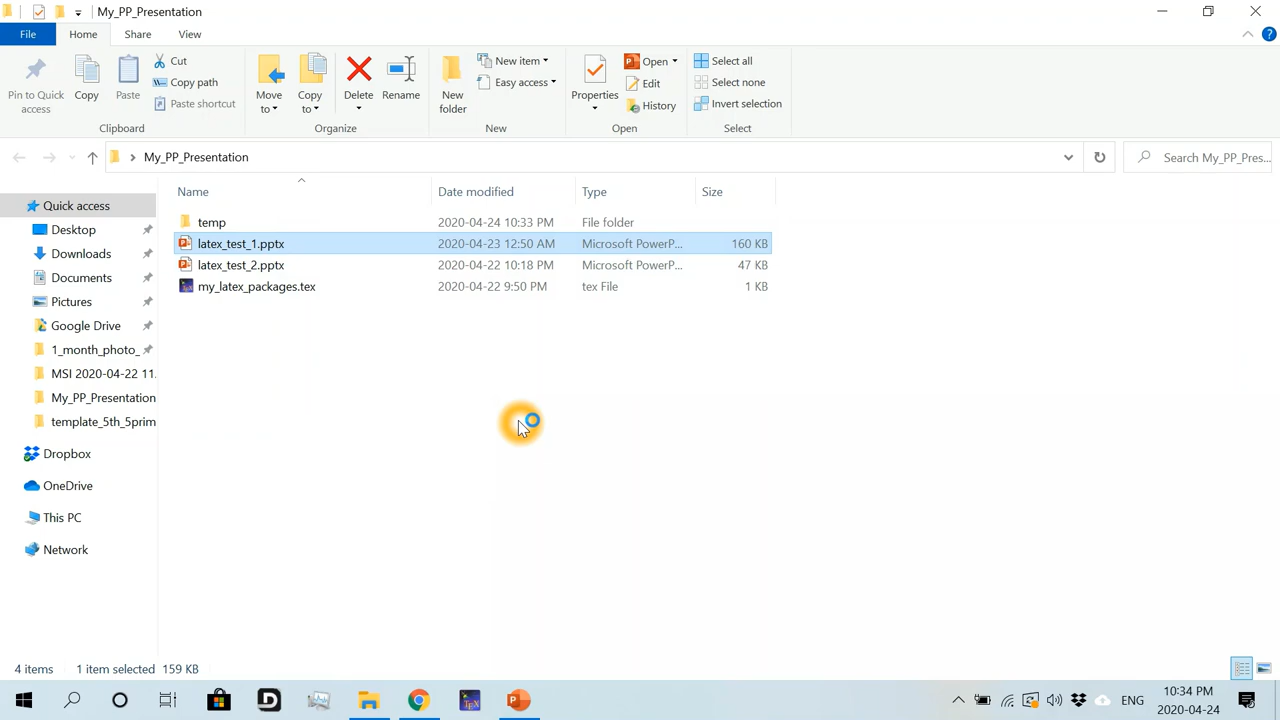 My_PP_Presentation
File Home Share View
Pin to Quick access
Copy
Paste
Cut
Copy path
Paste shortcut
Clipboard
Move to
Copy to
Delete
Rename
Organize
New folder
New item
Easy access
New
Properties
Open
Edit
History
Open
Select all
Select none
Invert selection
Select
My_PP_Presentation
Search My_PP_Pres...
Name Date modified Type Size
temp 2020-04-24 10:33 PM File folder
latex_test_1.pptx 2020-04-23 12:50 AM Microsoft PowerP... 160 KB
latex_test_2.pptx 2020-04-22 10:18 PM Microsoft PowerP... 47 KB
my_latex_packages.tex 2020-04-22 9:50 PM tex File 1 KB
Quick access
Desktop
Downloads
Documents
Pictures
Google Drive
1_month_photo_
MSI 2020-04-22 11.
My_PP_Presentation
template_5th_5prim
Dropbox
OneDrive
This PC
Network
4 items 1 item selected 159 KB
ENG
10:34 PM
2020-04-24